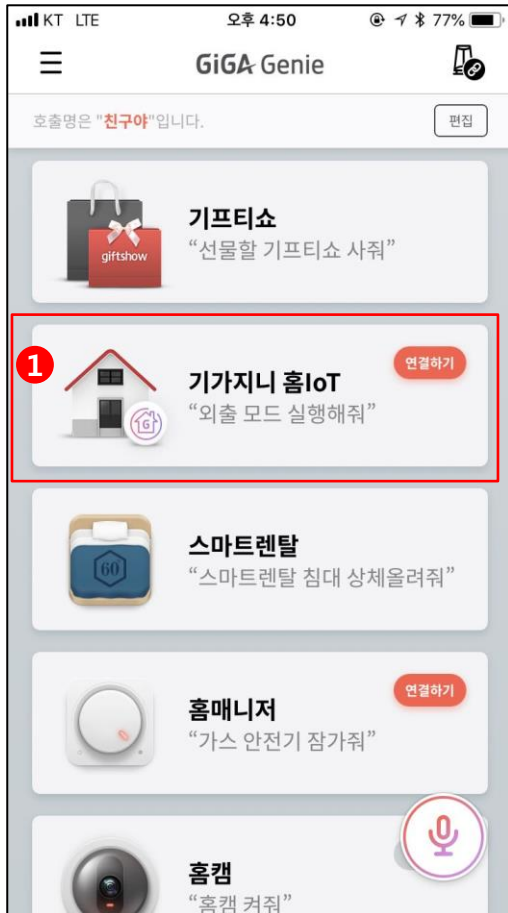 KT LTE 오후 4:50 77%
GiGA Genie
호출명은 "친구야"입니다. 편집
giftshow
기프티쇼
“선물할 기프티쇼 사줘”
1
연결하기
기가지니 홈IoT
“외출 모드 실행해줘”
G
60
스마트렌탈
“스마트렌탈 침대 상체올려줘”
연결하기
홈매니저
“가스 안전기 잠가줘”
홈캠
“홈캠 켜줘”